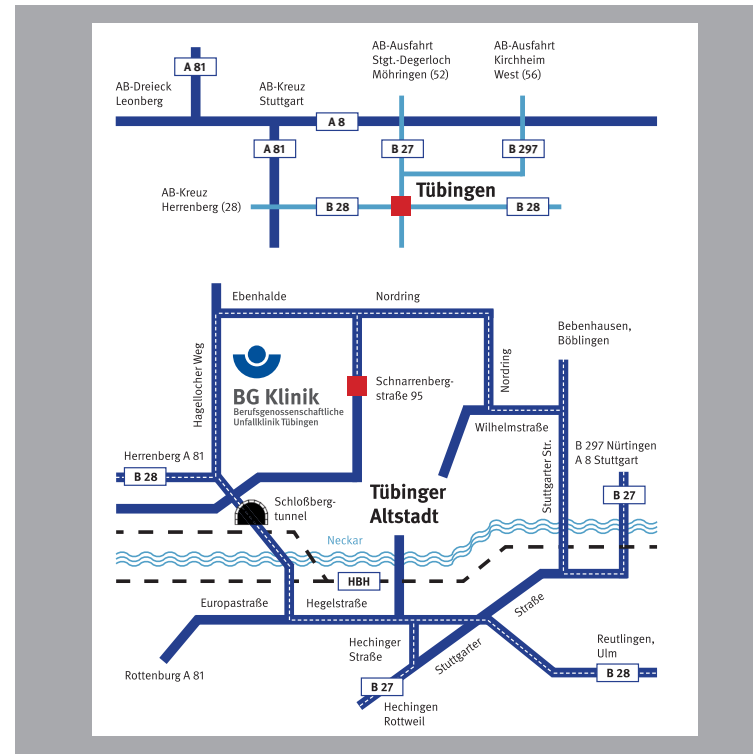 AB-Ausfahrt
Stgt.-Degerloch
Möhringen (52)
AB-Ausfahrt
Kirchheim
West (56)
A 81
AB-Dreieck
Leonberg
AB-Kreuz
Stuttgart
A 8
A 81
B 27
B 297
AB-Kreuz
Herrenberg (28)
Tübingen
B 28
B 28
Ebenhalde
Nordring
Bebenhausen,
Böblingen
Hagellocher Weg
Nordring
Schnarrenberg-
straße 95
BG Klinik
Berufsgenossenschaftliche
Unfallklinik Tübingen
Wilhelmstraße
Stuttgarter Str.
B 297 Nürtingen
A 8 Stuttgart
Herrenberg A 81
B 28
B 27
Schloßberg-
tunnel
Tübinger
Altstadt
Neckar
HBH
Europastraße
Hegelstraße
Straße
Stuttgarter
Hechinger
Straße
Reutlingen,
Ulm
B 28
Rottenburg A 81
B 27
Hechingen
Rottweil